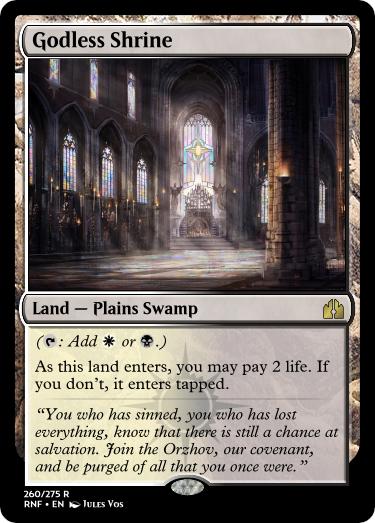 Godless Shrine
Land — Plains Swamp
(: Add  or .)
As this land enters, you may pay 2 life. If
you don't, it enters tapped.
“You who has sinned, you who has lost
everything, know that there is still a chance at
salvation. Join the Orzhov, our covenant,
and be purged of all that you once were.”
260/275 R
RNF • EN Jules Vos